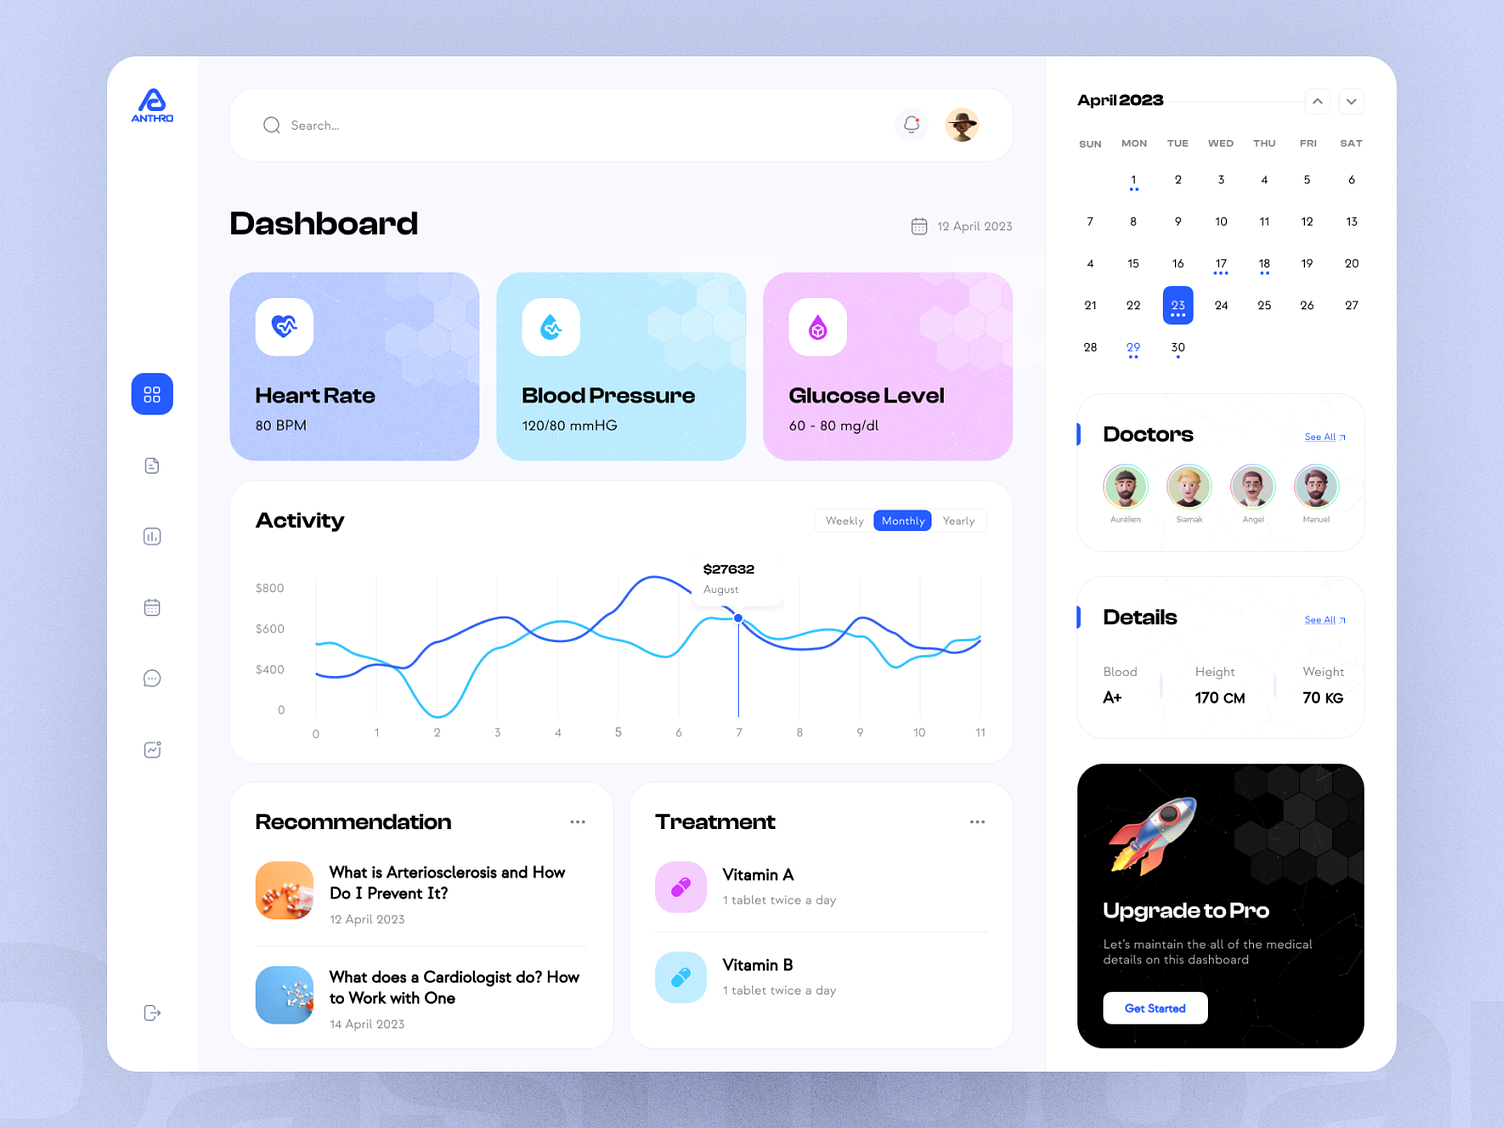 ANTHRO
Search...
Dashboard
12 April 2023
Heart Rate
80 BPM
Blood Pressure
120/80 mmHG
Glucose Level
60 - 80 mg/dl
Activity
Weekly Monthly Yearly
$27632
August
$800
$600
$400
0
0 1 2 3 4 5 6 7 8 9 10 11
Recommendation
What is Arteriosclerosis and How
Do I Prevent It?
12 April 2023
What does a Cardiologist do? How
to Work with One
14 April 2023
Treatment
Vitamin A
1 tablet twice a day
Vitamin B
1 tablet twice a day
April 2023
SUN MON TUE WED THU FRI SAT
1 2 3 4 5 6
7 8 9 10 11 12 13
4 15 16 17 18 19 20
21 22 23 24 25 26 27
28 29 30
Doctors
See All
Aurélien Siamak Angel Manuel
Details
See All
Blood Height Weight
A+ 170 CM 70 KG
Upgrade to Pro
Let's maintain the all of the medical
details on this dashboard
Get Started